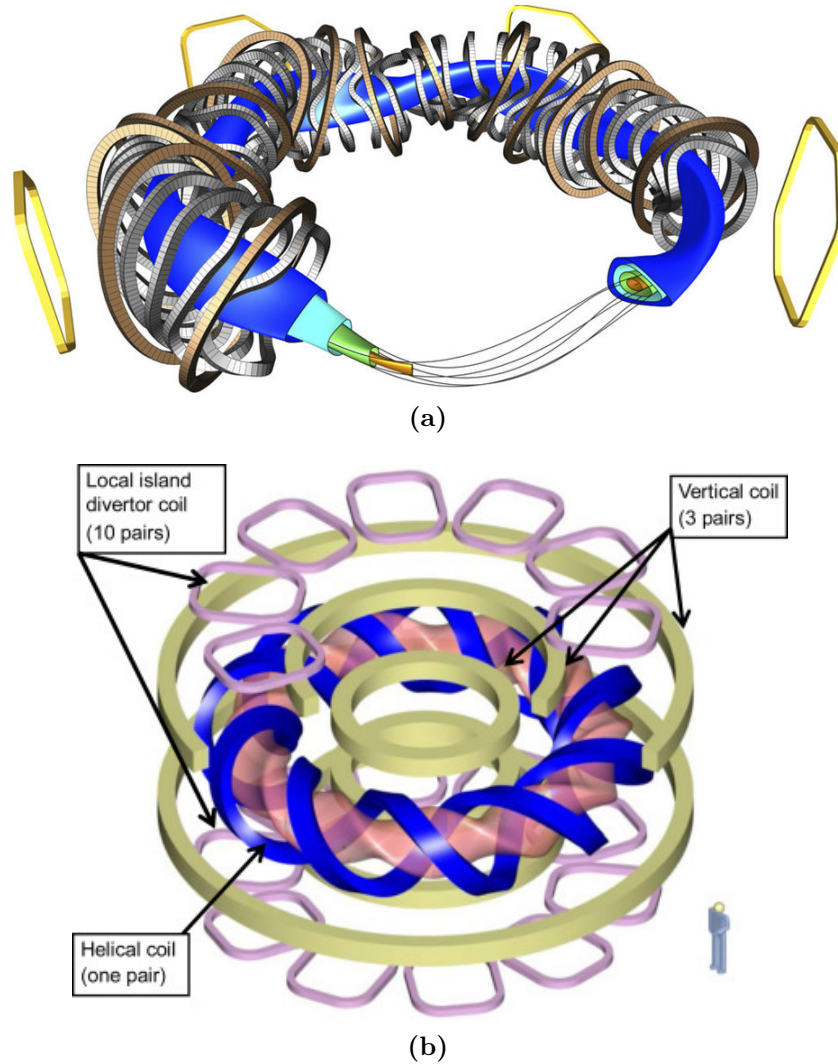 (a)
Local island
divertor coil
(10 pairs)
Vertical coil
(3 pairs)
Helical coil
(one pair)
(b)